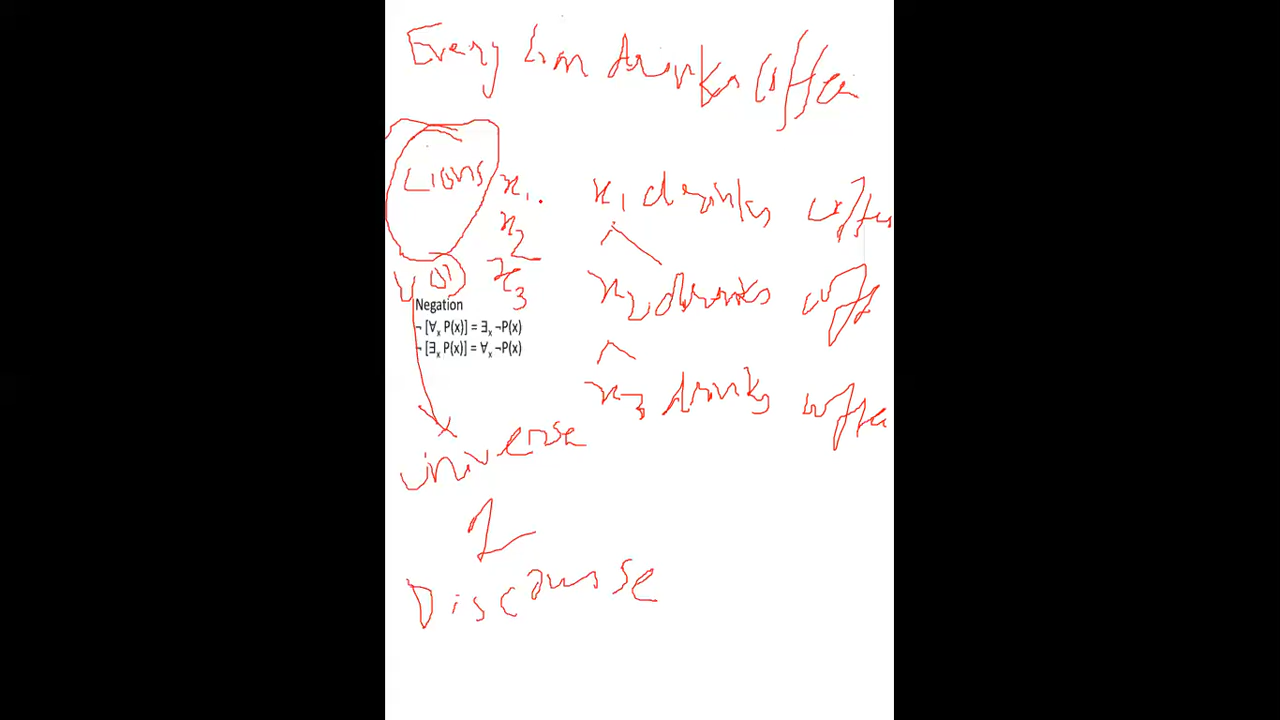 Every Lion drinks coffee
Lions x1 x1 drinks coffee
x2 ∧
x3 x2 drinks coffee
U D
Negation
¬ [∀x P(x)] = ∃x ¬P(x)
¬ [∃x P(x)] = ∀x ¬P(x)
∧
x3 drinks coffee
universe
Discourse